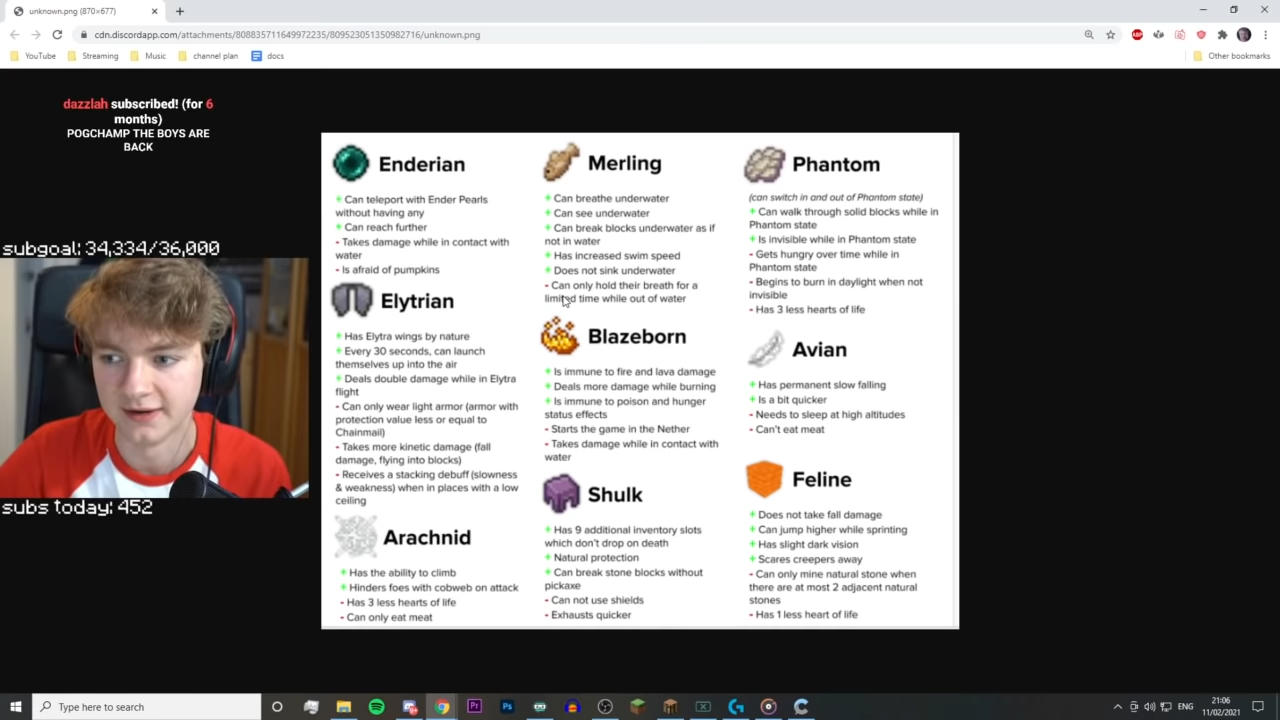 unknown.png (870×677)
cdn.discordapp.com/attachments/808835711649972235/809523051350982716/unknown.png
YouTube
Streaming
Music
channel plan
docs
Other bookmarks
dazzlah subscribed! (for 6
months)
POGCHAMP THE BOYS ARE
BACK
subgoal: 34,334/36,000
subs today: 452
Enderian
+ Can teleport with Ender Pearls
without having any
+ Can reach further
- Takes damage while in contact with
water
- Is afraid of pumpkins
Elytrian
+ Has Elytra wings by nature
+ Every 30 seconds, can launch
themselves up into the air
+ Deals double damage while in Elytra
flight
- Can only wear light armor (armor with
protection value less or equal to
Chainmail)
- Takes more kinetic damage (fall
damage, flying into blocks)
- Receives a stacking debuff (slowness
& weakness) when in places with a low
ceiling
Arachnid
+ Has the ability to climb
+ Hinders foes with cobweb on attack
- Has 3 less hearts of life
- Can only eat meat
Merling
+ Can breathe underwater
+ Can see underwater
+ Can break blocks underwater as if
not in water
+ Has increased swim speed
+ Does not sink underwater
- Can only hold their breath for a
limited time while out of water
Blazeborn
+ Is immune to fire and lava damage
+ Deals more damage while burning
+ Is immune to poison and hunger
status effects
- Starts the game in the Nether
- Takes damage while in contact with
water
Shulk
+ Has 9 additional inventory slots
which don't drop on death
+ Natural protection
+ Can break stone blocks without
pickaxe
- Can not use shields
- Exhausts quicker
Phantom
(can switch in and out of Phantom state)
+ Can walk through solid blocks while in
Phantom state
+ Is invisible while in Phantom state
- Gets hungry over time while in
Phantom state
- Begins to burn in daylight when not
invisible
- Has 3 less hearts of life
Avian
+ Has permanent slow falling
+ Is a bit quicker
- Needs to sleep at high altitudes
- Can't eat meat
Feline
+ Does not take fall damage
+ Can jump higher while sprinting
+ Has slight dark vision
+ Scares creepers away
- Can only mine natural stone when
there are at most 2 adjacent natural
stones
- Has 1 less heart of life
Type here to search
ENG
21:06
11/02/2021